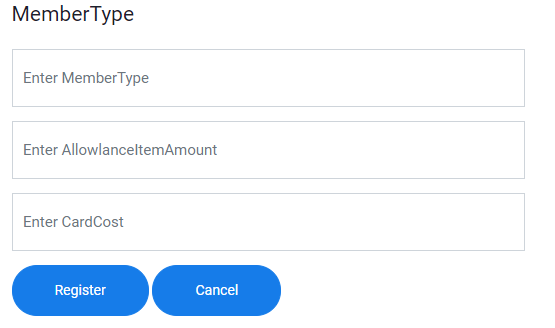 MemberType
Enter MemberType
Enter AllowlanceItemAmount
Enter CardCost
Register Cancel